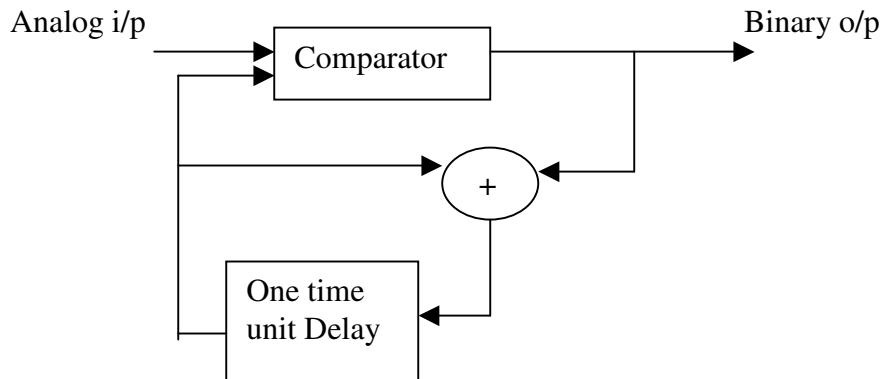 Analog i/p
Binary o/p
Comparator
+
One time
unit Delay